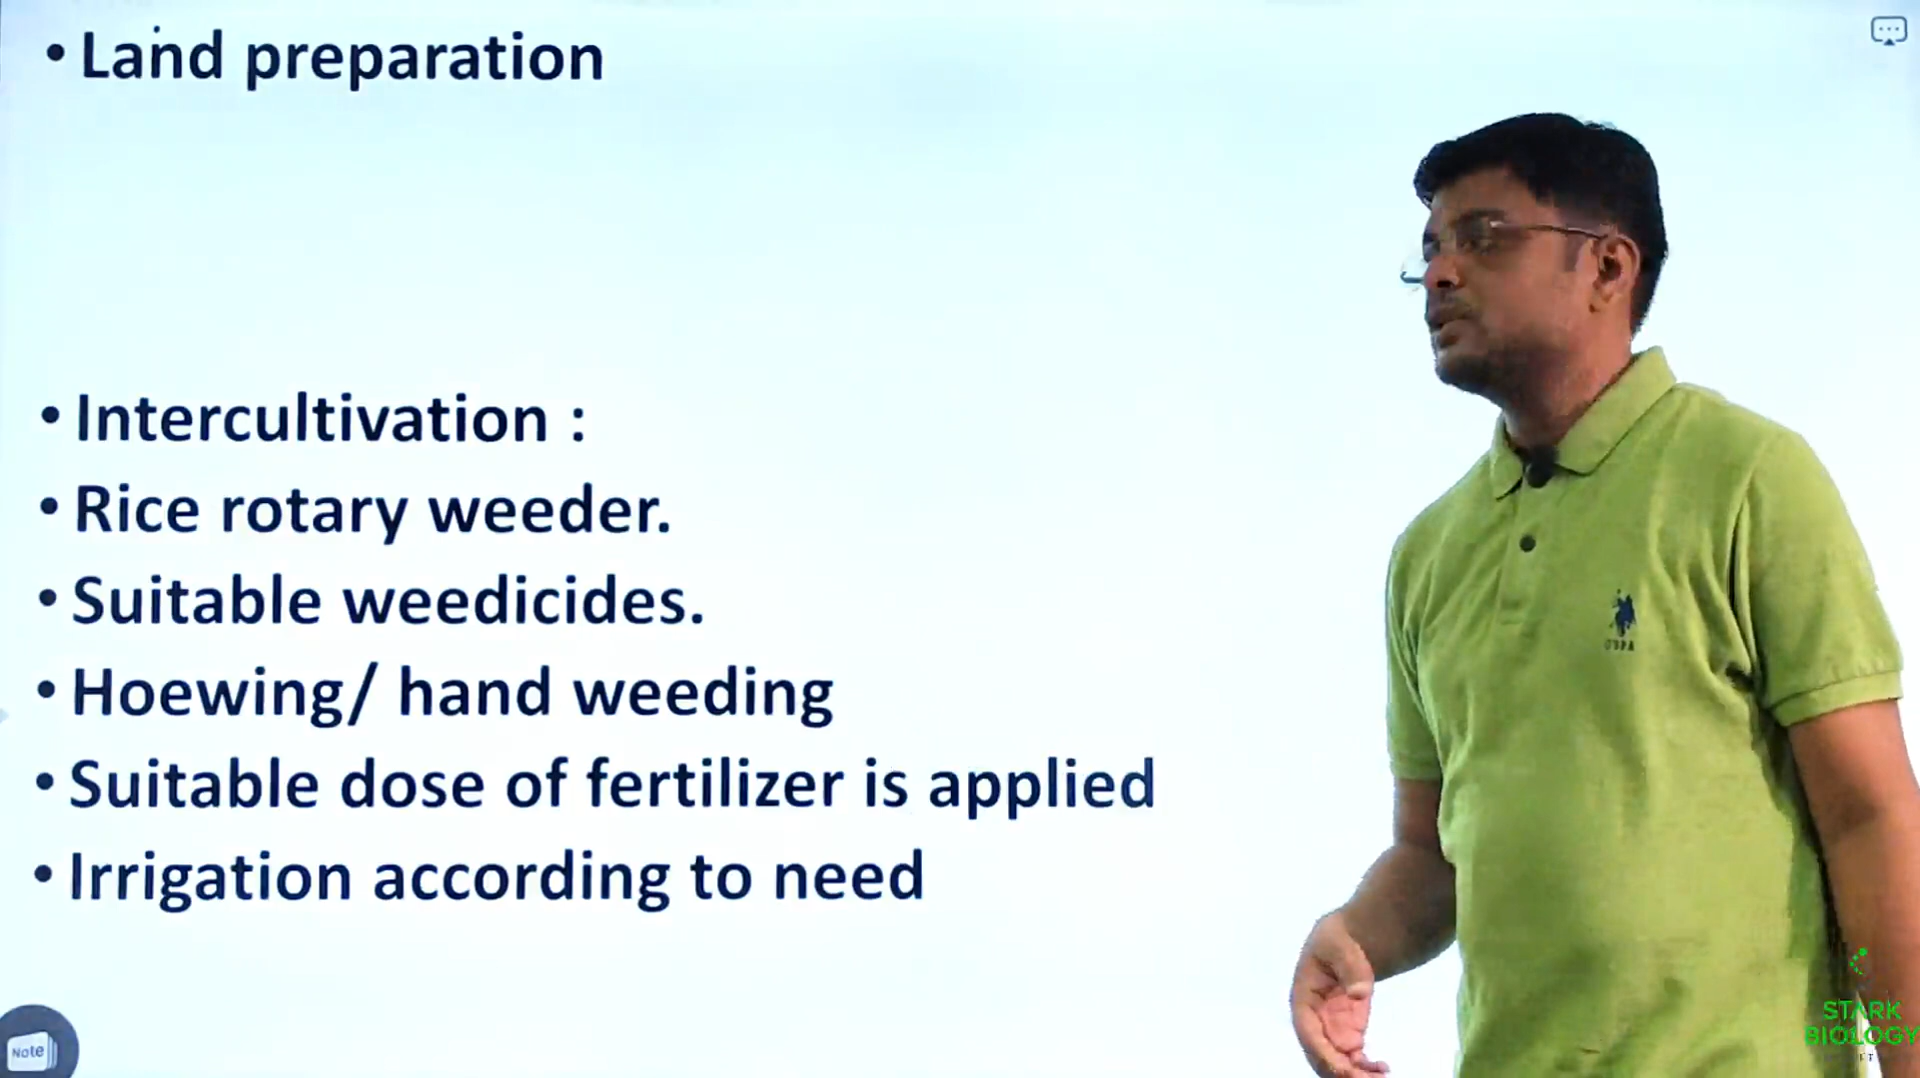 • Land preparation
• Intercultivation :
• Rice rotary weeder.
• Suitable weedicides.
• Hoewing/ hand weeding
• Suitable dose of fertilizer is applied
• Irrigation according to need
USPA
Note
STARK
BIOLOGY